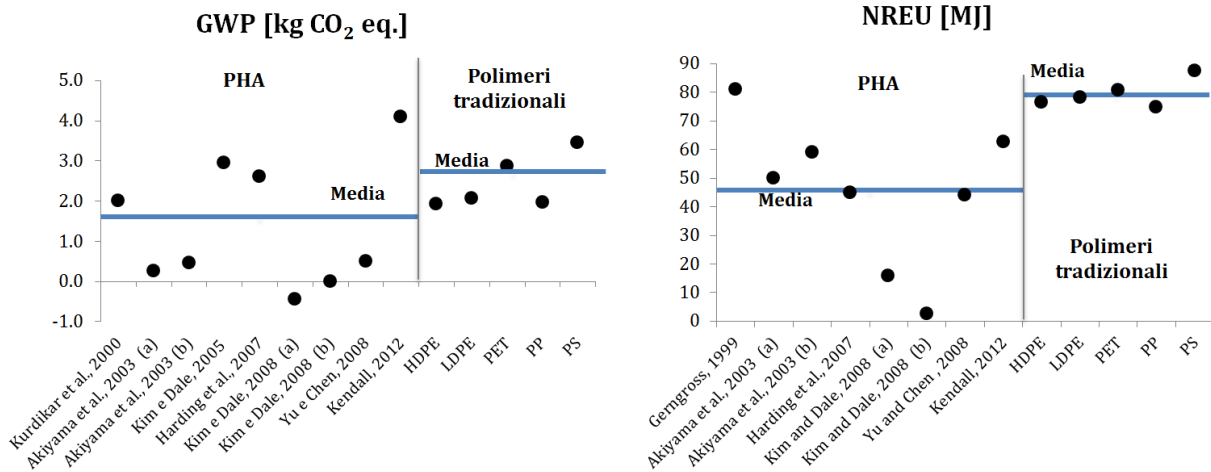 GWP [kg CO₂ eq.]
5.0
4.0
3.0
2.0
1.0
0.0
-1.0
PHA
Polimeri
tradizionali
Media
Media
Kurdikar et al., 2000
Akiyama et al., 2003 (a)
Akiyama et al., 2003 (b)
Kim e Dale, 2005
Harding et al., 2007
Kim e Dale, 2008 (a)
Kim e Dale, 2008 (b)
Yu e Chen, 2008
Kendall, 2012
HDPE
LDPE
PET
PP
PS
NREU [MJ]
90
80
70
60
50
40
30
20
10
0
PHA
Media
Media
Polimeri
tradizionali
Gerngross, 1999
Akiyama et al., 2003 (a)
Akiyama et al., 2003 (b)
Harding et al., 2007
Kim and Dale, 2008 (a)
Kim and Dale, 2008 (b)
Yu and Chen , 2008
Kendall, 2012
HDPE
LDPE
PET
PP
PS